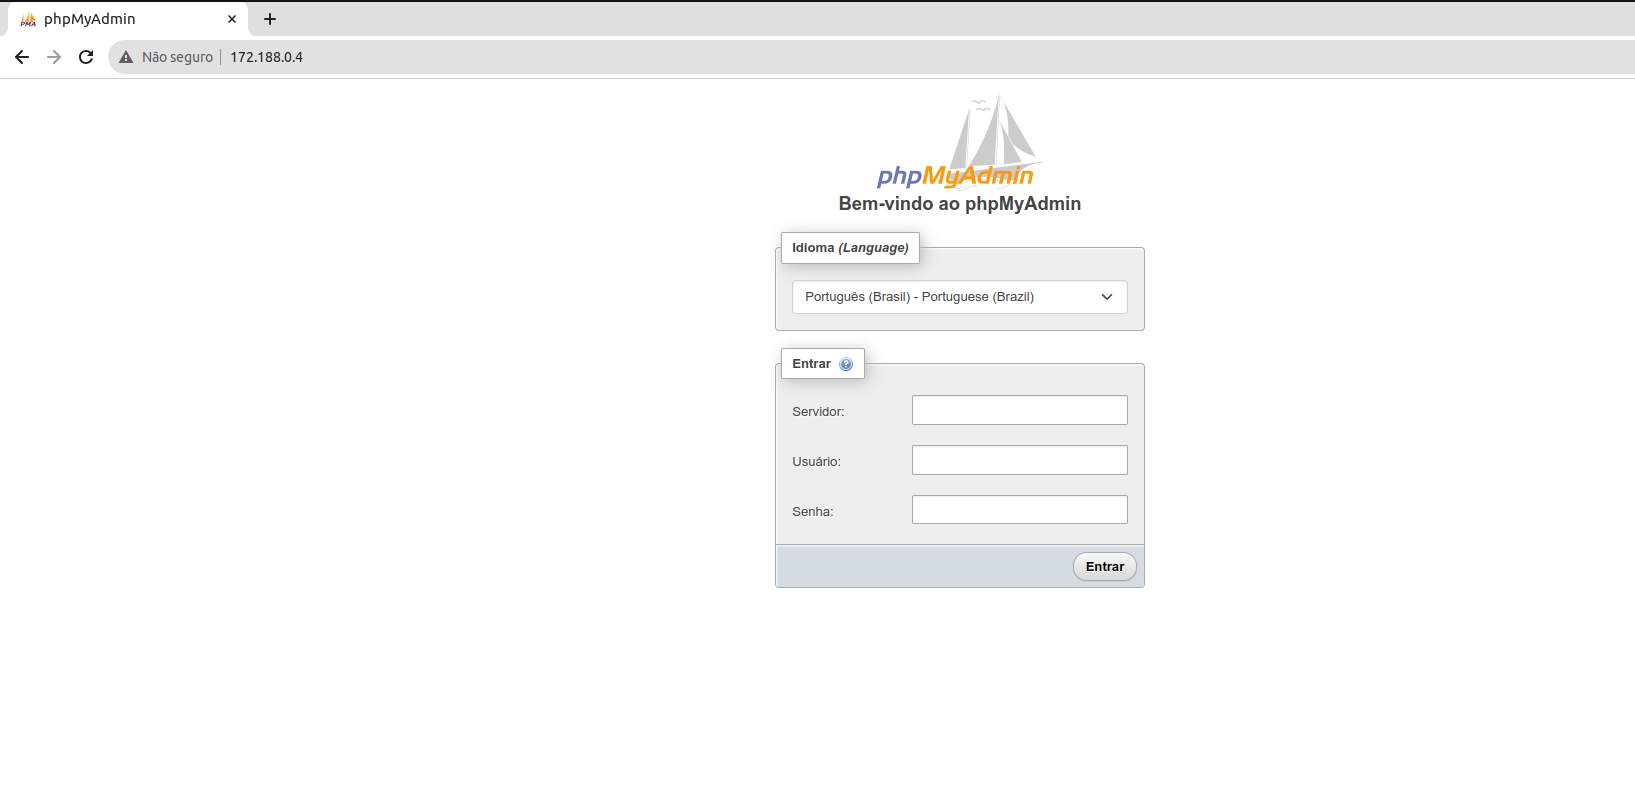 phpMyAdmin
Não seguro 172.188.0.4
phpMyAdmin
Bem-vindo ao phpMyAdmin
Idioma (Language)
Português (Brasil) - Portuguese (Brazil)
Entrar
Servidor:
Usuário:
Senha:
Entrar